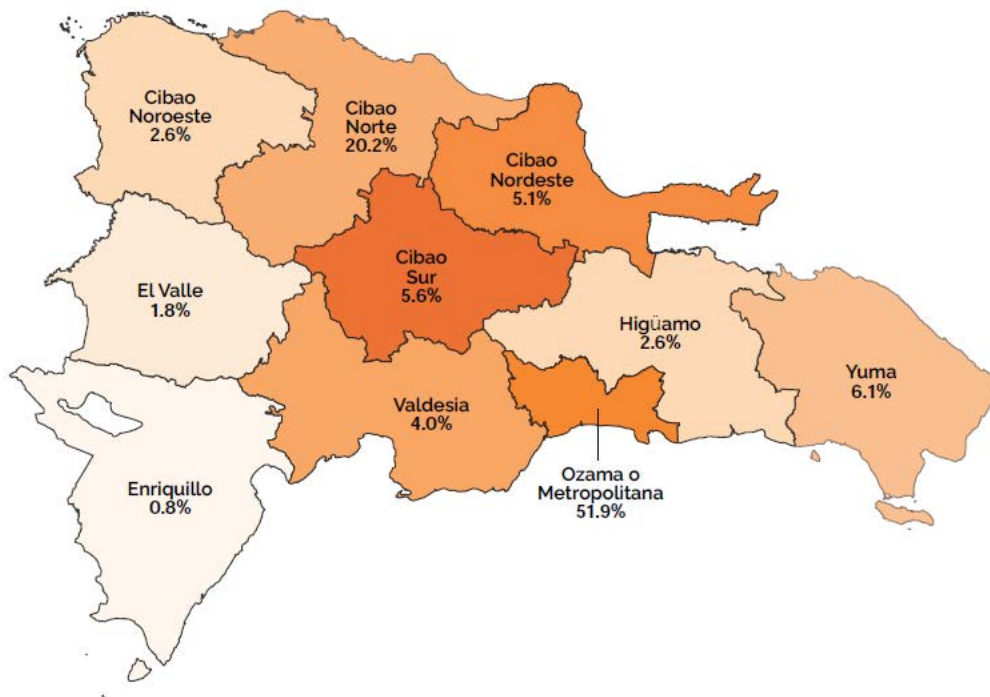 Cibao
Noroeste
2.6%
Cibao
Norte
20.2%
Cibao
Nordeste
5.1%
Cibao
Sur
5.6%
El Valle
1.8%
Higüamo
2.6%
Yuma
6.1%
Valdesia
4.0%
Ozama o
Metropolitana
51.9%
Enriquillo
0.8%